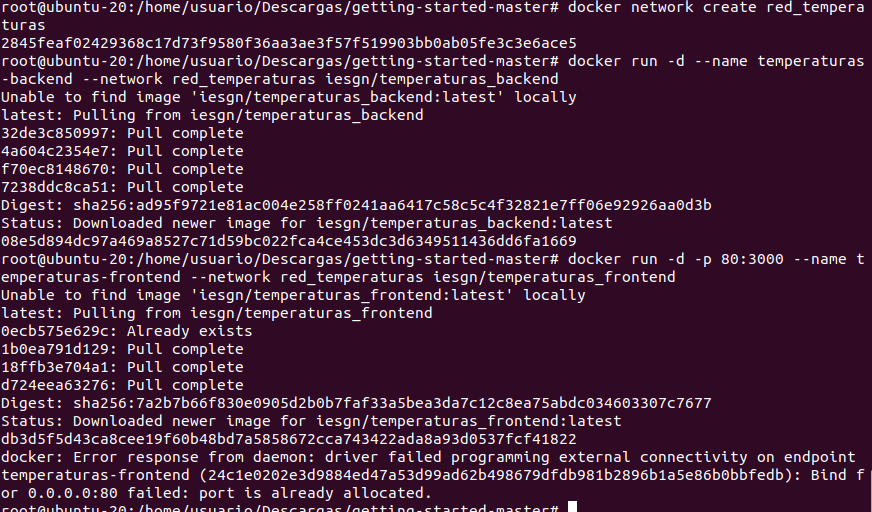 root@ubuntu-20:/home/usuario/Descargas/getting-started-master# docker network create red_tempera
turas
2845feaf02429368c17d73f9580f36aa3ae3f57f519903bb0ab05fe3c3e6ace5
root@ubuntu-20:/home/usuario/Descargas/getting-started-master# docker run -d --name temperaturas
-backend --network red_temperaturas iesgn/temperaturas_backend
Unable to find image 'iesgn/temperaturas_backend:latest' locally
latest: Pulling from iesgn/temperaturas_backend
32de3c850997: Pull complete
4a604c2354e7: Pull complete
f70ec8148670: Pull complete
7238ddc8ca51: Pull complete
Digest: sha256:ad95f9721e81ac004e258ff0241aa6417c58c5c4f32821e7ff06e92926aa0d3b
Status: Downloaded newer image for iesgn/temperaturas_backend:latest
08e5d894dc97a469a8527c71d59bc022fca4ce453dc3d6349511436dd6fa1669
root@ubuntu-20:/home/usuario/Descargas/getting-started-master# docker run -d -p 80:3000 --name t
emperaturas-frontend --network red_temperaturas iesgn/temperaturas_frontend
Unable to find image 'iesgn/temperaturas_frontend:latest' locally
latest: Pulling from iesgn/temperaturas_frontend
0ecb575e629c: Already exists
1b0ea791d129: Pull complete
18ffb3e704a1: Pull complete
d724eea63276: Pull complete
Digest: sha256:7a2b7b66f830e0905d2b0b7faf33a5bea3da7c12c8ea75abdc034603307c7677
Status: Downloaded newer image for iesgn/temperaturas_frontend:latest
db3d5f5d43ca8cee19f60b48bd7a5858672cca743422ada8a93d0537fcf41822
docker: Error response from daemon: driver failed programming external connectivity on endpoint
temperaturas-frontend (24c1e0202e3d9884ed47a53d99ad62b498679dfdb981b2896b1a5e86b0bbfedb): Bind f
or 0.0.0.0:80 failed: port is already allocated.
root@ubuntu-20:/home/usuario/Descargas/getting-started-master#